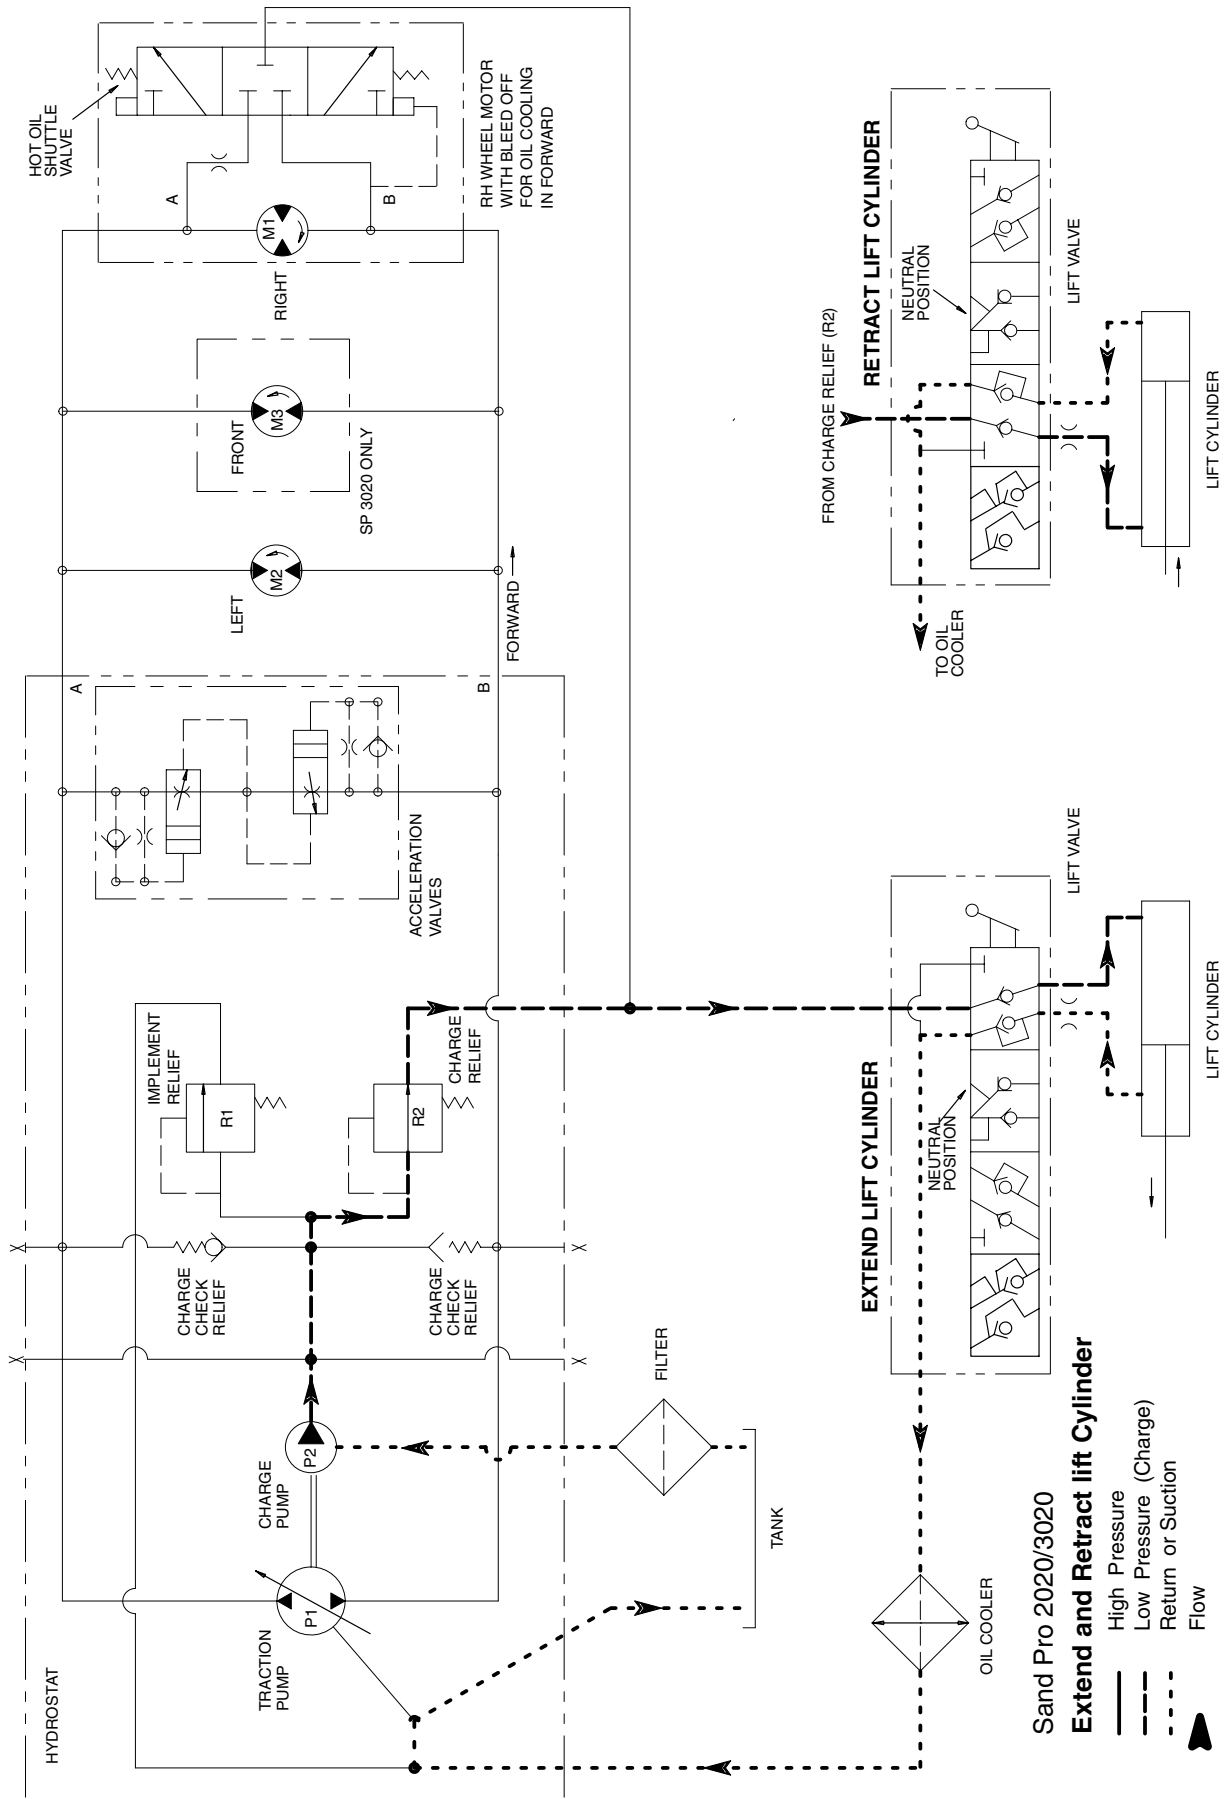 HYDROSTAT
TRACTION
PUMP
P1
CHARGE
PUMP
P2
CHARGE
CHECK
RELIEF
CHARGE
CHECK
RELIEF
IMPLEMENT
RELIEF
R1
R2
CHARGE
RELIEF
ACCELERATION
VALVES
A
B
FORWARD
LEFT
M2
FRONT
M3
SP 3020 ONLY
RIGHT
M1
A
B
HOT OIL
SHUTTLE
VALVE
RH WHEEL MOTOR
WITH BLEED OFF
FOR OIL COOLING
IN FORWARD
FILTER
TANK
OIL COOLER
EXTEND LIFT CYLINDER
NEUTRAL
POSITION
LIFT VALVE
LIFT CYLINDER
TO OIL
COOLER
FROM CHARGE RELIEF (R2)
RETRACT LIFT CYLINDER
NEUTRAL
POSITION
LIFT VALVE
LIFT CYLINDER
Sand Pro 2020/3020
Extend and Retract lift Cylinder
High Pressure
Low Pressure (Charge)
Return or Suction
Flow